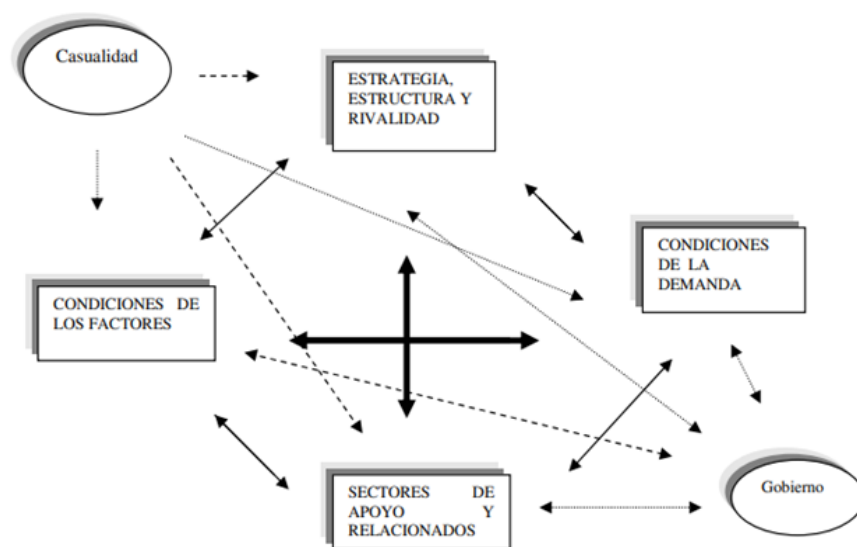 Casualidad
ESTRATEGIA,
ESTRUCTURA Y
RIVALIDAD
CONDICIONES
DE LA
DEMANDA
CONDICIONES DE
LOS FACTORES
SECTORES DE
APOYO Y
RELACIONADOS
Gobierno